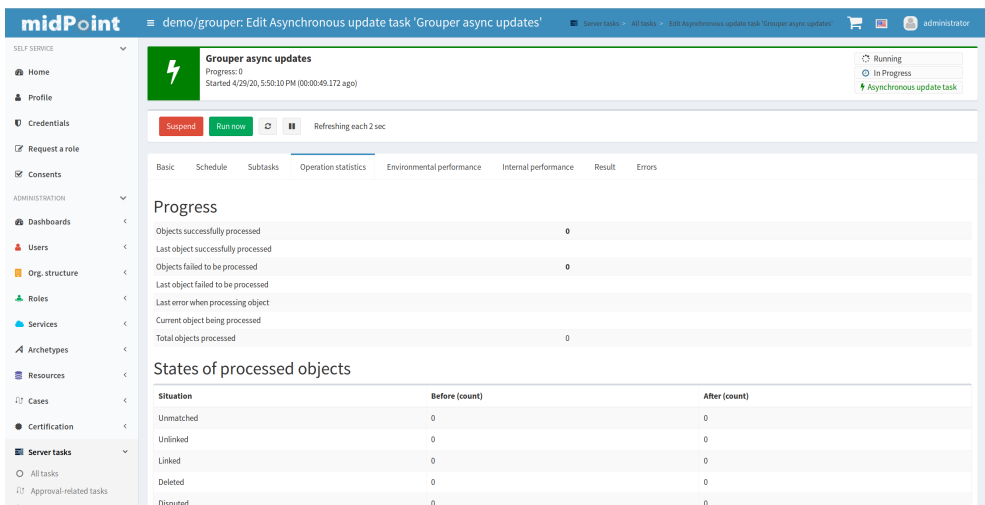 midPoint
demo/grouper: Edit Asynchronous update task 'Grouper async updates'
Server tasks > All tasks > Edit Asynchronous update task 'Grouper async updates'
administrator
SELF SERVICE
Home
Profile
Credentials
Request a role
Consents
ADMINISTRATION
Dashboards
Users
Org. structure
Roles
Services
Archetypes
Resources
Cases
Certification
Server tasks
All tasks
Approval-related tasks
Grouper async updates
Progress: 0
Started 4/29/20, 5:50:10 PM (00:00:49.172 ago)
Running
In Progress
Asynchronous update task
Suspend Run now Refreshing each 2 sec
Basic Schedule Subtasks Operation statistics Environmental performance Internal performance Result Errors
Progress
Objects successfully processed 0
Last object successfully processed
Objects failed to be processed 0
Last object failed to be processed
Last error when processing object
Current object being processed
Total objects processed 0
States of processed objects
Situation Before (count) After (count)
Unmatched 0 0
Unlinked 0 0
Linked 0 0
Deleted 0 0
Disputed 0 0